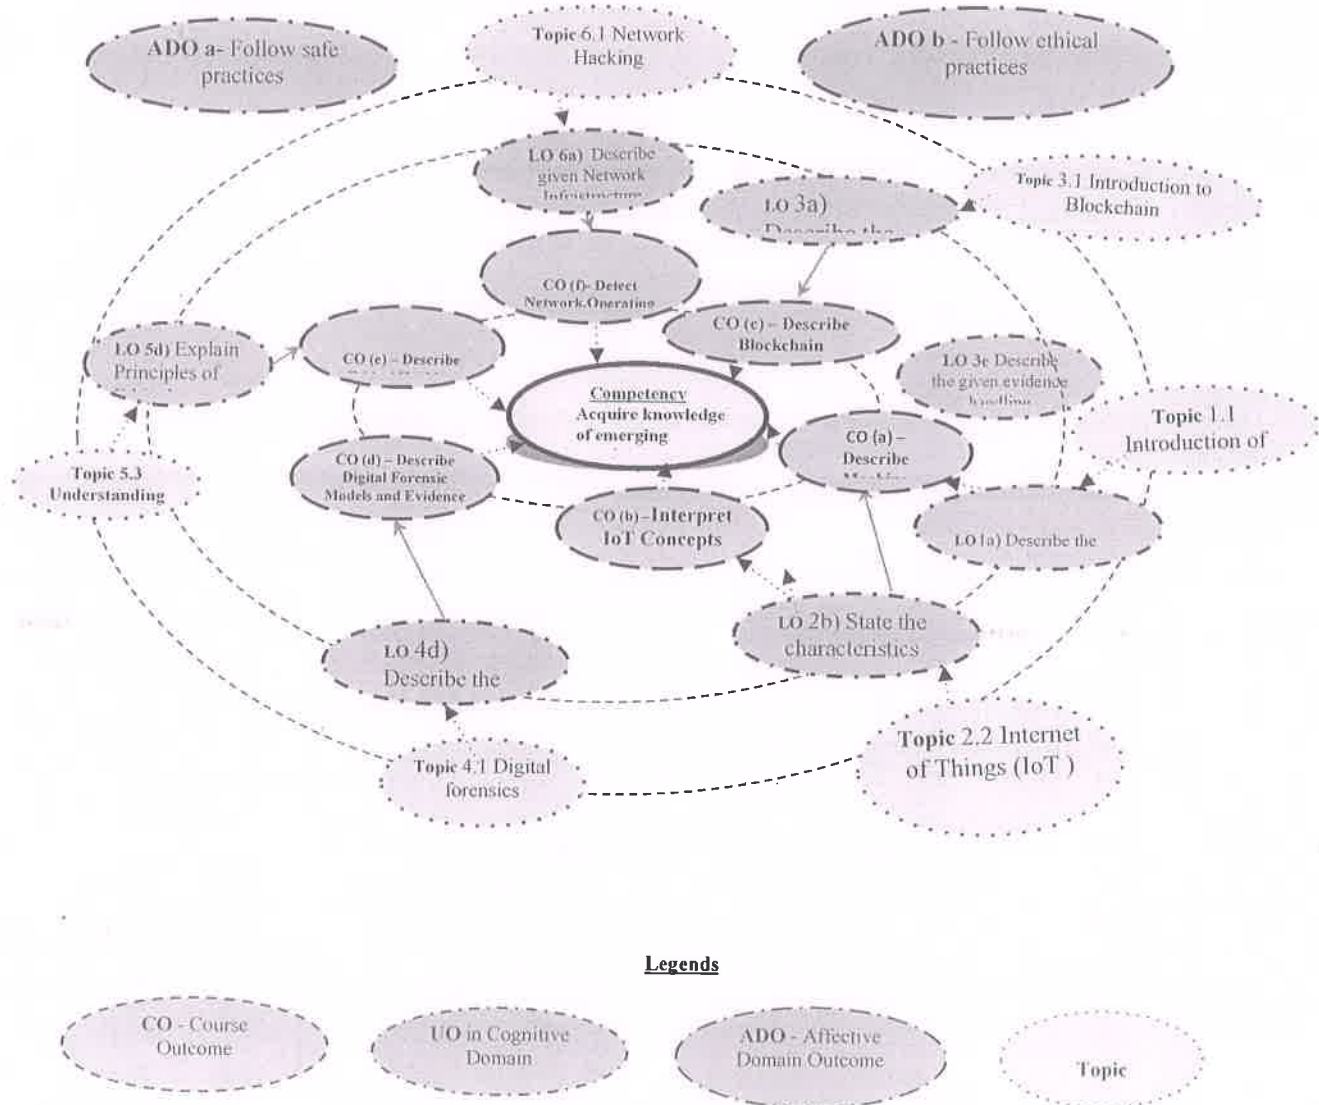 ADO a- Follow safe
practices
Topic 6.1 Network
Hacking
ADO b - Follow ethical
practices
LO 6a) Describe
given Network
Infrastructure
LO 3a)
Describe the
Topic 3.1 Introduction to
Blockchain
CO (f)- Detect
Network,Operating
CO (c) – Describe
Blockchain
LO 5d) Explain
Principles of
CO (e) – Describe
LO 3e Describe
the given evidence
handling
Competency
Acquire knowledge
of emerging
Topic 1.1
Introduction of
CO (a) –
Describe
CO (d) – Describe
Digital Forensic
Models and Evidence
Topic 5.3
Understanding
CO (b) –Interpret
IoT Concepts
LO 1a) Describe the
LO 2b) State the
characteristics
LO 4d)
Describe the
Topic 2.2 Internet
of Things (IoT )
Topic 4.1 Digital
forensics
Legends
CO - Course
Outcome
UO in Cognitive
Domain
ADO - Affective
Domain Outcome
Topic